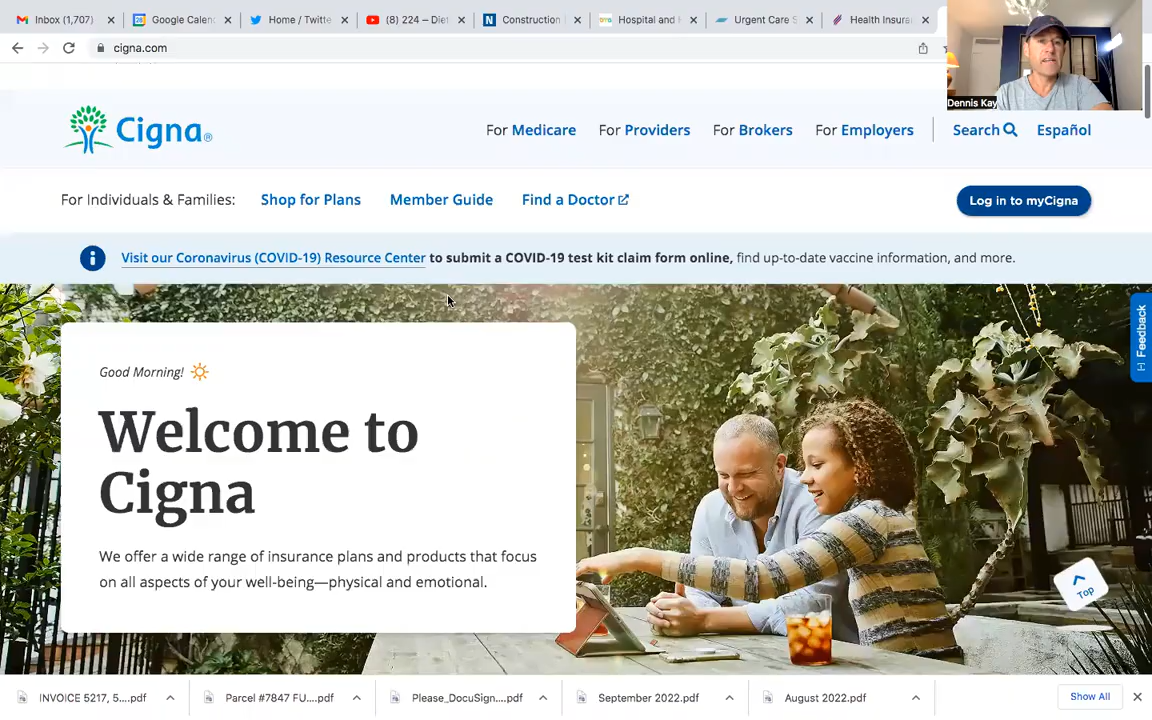 Inbox (1,707)
Google Calen
Home / Twitte
(8) 224 – Die
Construction
Hospital and
Urgent Care S
Health Insura
cigna.com
Dennis Kay
Cigna®
For Medicare
For Providers
For Brokers
For Employers
Search
Español
For Individuals & Families:
Shop for Plans
Member Guide
Find a Doctor
Log in to myCigna
Visit our Coronavirus (COVID-19) Resource Center to submit a COVID-19 test kit claim form online, find up-to-date vaccine information, and more.
Feedback
Good Morning!
Welcome to
Cigna
We offer a wide range of insurance plans and products that focus
on all aspects of your well-being—physical and emotional.
Top
INVOICE 5217, 5....pdf
Parcel #7847 FU....pdf
Please_DocuSign....pdf
September 2022.pdf
August 2022.pdf
Show All